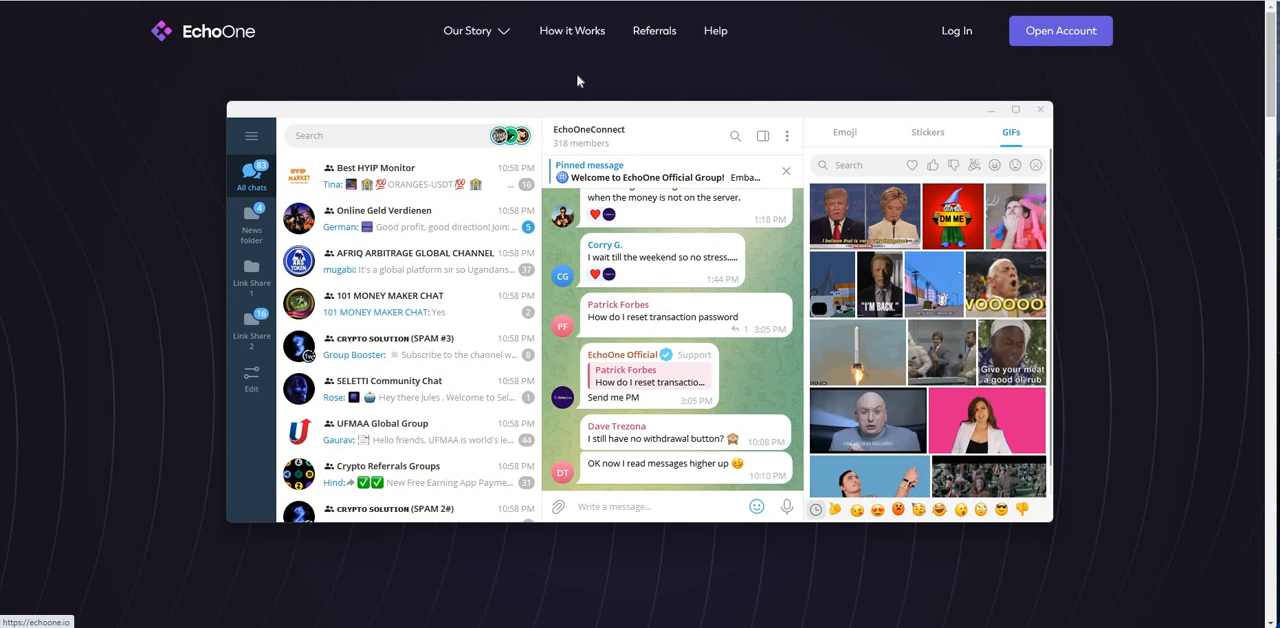 EchoOne
Our Story
How it Works
Referrals
Help
Log In
Open Account
Search
83
All chats
4
News
folder
Link Share
1
16
Link Share
2
Edit
Best HYIP Monitor 10:58 PM
Tina: 💯ORANGES-USDT💯 ... 16
Online Geld Verdienen 10:58 PM
German: Good profit, good direction! Join:... 5
AFRIQ ARBITRAGE GLOBAL CHANNEL 10:58 PM
mugabi: It's a global platform sir so Ugandans... 37
101 MONEY MAKER CHAT 10:58 PM
101 MONEY MAKER CHAT: Yes 2
CRYPTO SOLUTION (SPAM #3) 10:58 PM
Group Booster: Subscribe to the channel w... 8
SELETTI Community Chat 10:58 PM
Rose: Hey there Jules , Welcome to Sel... 1
UFMAA Global Group 10:58 PM
Gaurav: Hello friends, UFMAA is world's le... 44
Crypto Referrals Groups 10:58 PM
Hind: New Free Earning App Payme... 31
CRYPTO SOLUTION (SPAM 2#) 10:58 PM
EchoOneConnect
318 members
Pinned message
Welcome to EchoOne Official Group! Emba...
when the money is not on the server.
1:18 PM
Corry G.
I wait till the weekend so no stress.....
1:44 PM
CG
Patrick Forbes
How do I reset transaction password
1 3:05 PM
PF
EchoOne Official Support
Patrick Forbes
How do I reset transactio...
Send me PM
3:05 PM
Dave Trezona
I still have no withdrawal button? 🙈 10:08 PM
OK now I read messages higher up
10:10 PM
DT
Write a message...
Emoji
Stickers
GIFs
Search
DM ME
"I'M BACK."
Give your meat
a good ol' rub
https://echoone.io